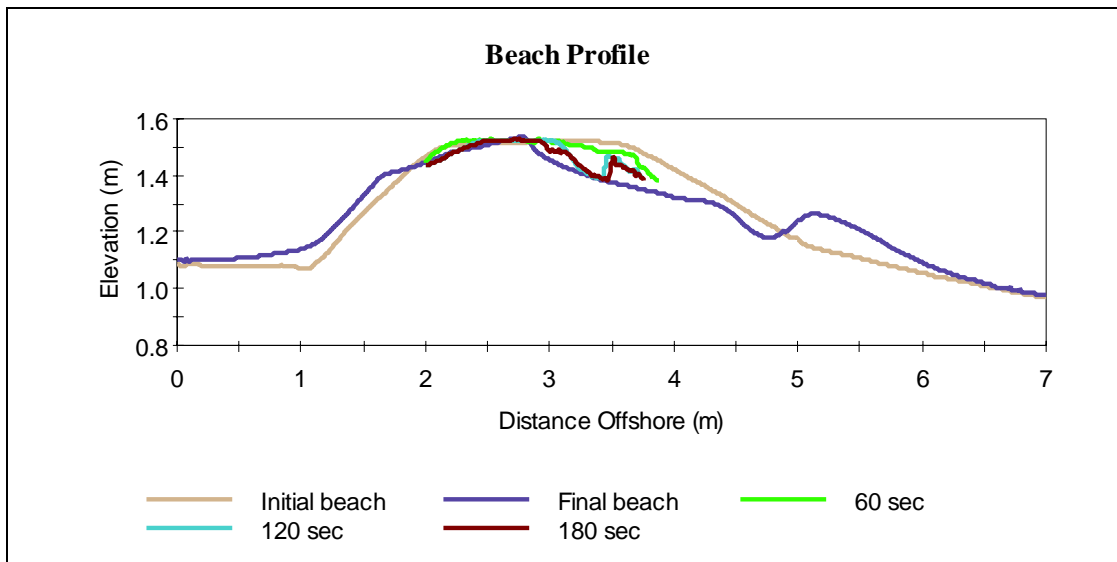 Beach Profile
1.6
1.4
1.2
1.0
0.8
Elevation (m)
0 1 2 3 4 5 6 7
Distance Offshore (m)
Initial beach Final beach 60 sec
120 sec 180 sec